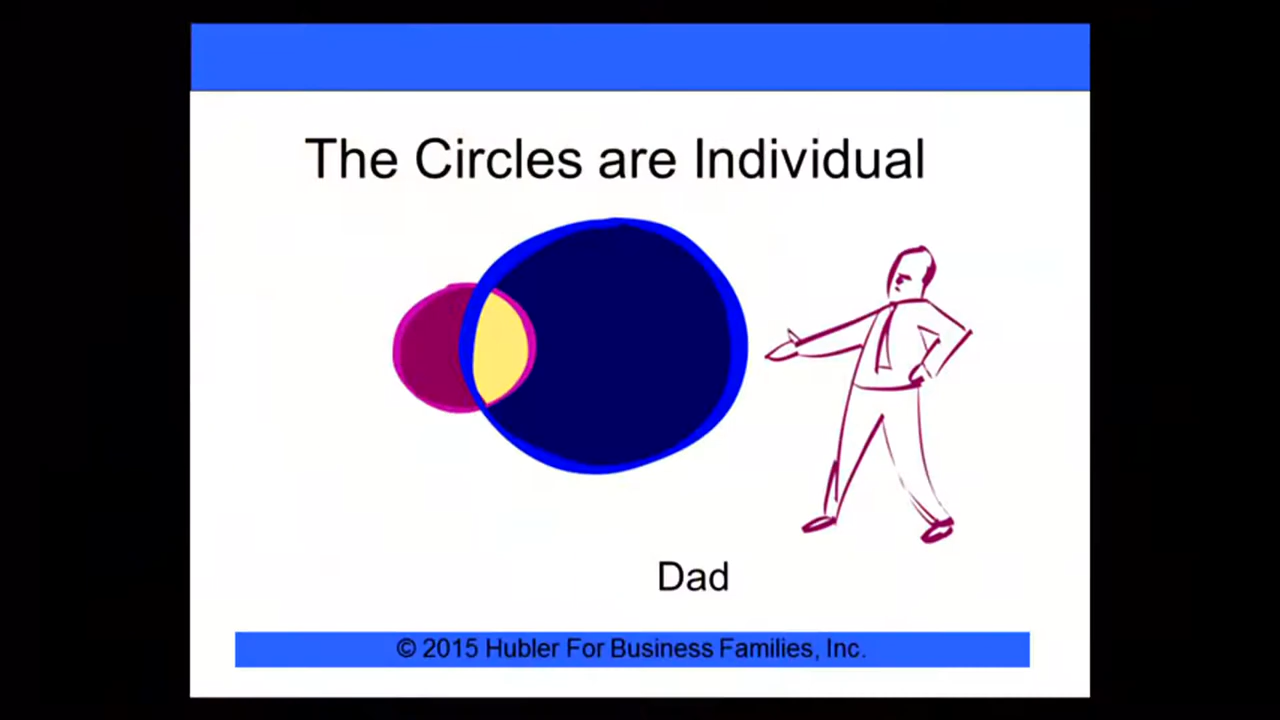 The Circles are Individual
Dad
© 2015 Hubler For Business Families, Inc.